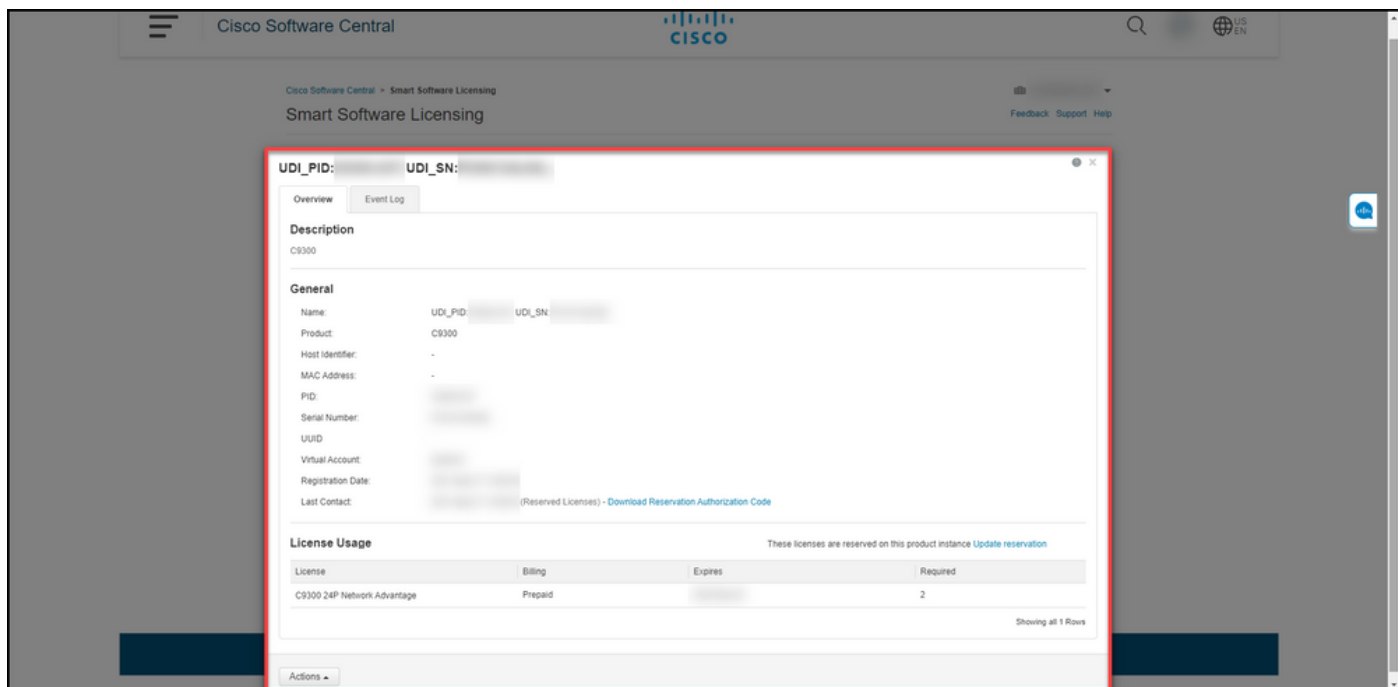 Cisco Software Central
CISCO
US
EN
Cisco Software Central > Smart Software Licensing
Smart Software Licensing
Feedback Support Help
UDI_PID: UDI_SN:
Overview Event Log
Description
C9300
General
Name: UDI_PID: UDI_SN:
Product: C9300
Host Identifier: -
MAC Address: -
PID:
Serial Number:
UUID
Virtual Account:
Registration Date:
Last Contact: (Reserved Licenses) - Download Reservation Authorization Code
License Usage These licenses are reserved on this product instance Update reservation
License Billing Expires Required
C9300 24P Network Advantage Prepaid 2
Showing all 1 Rows
Actions